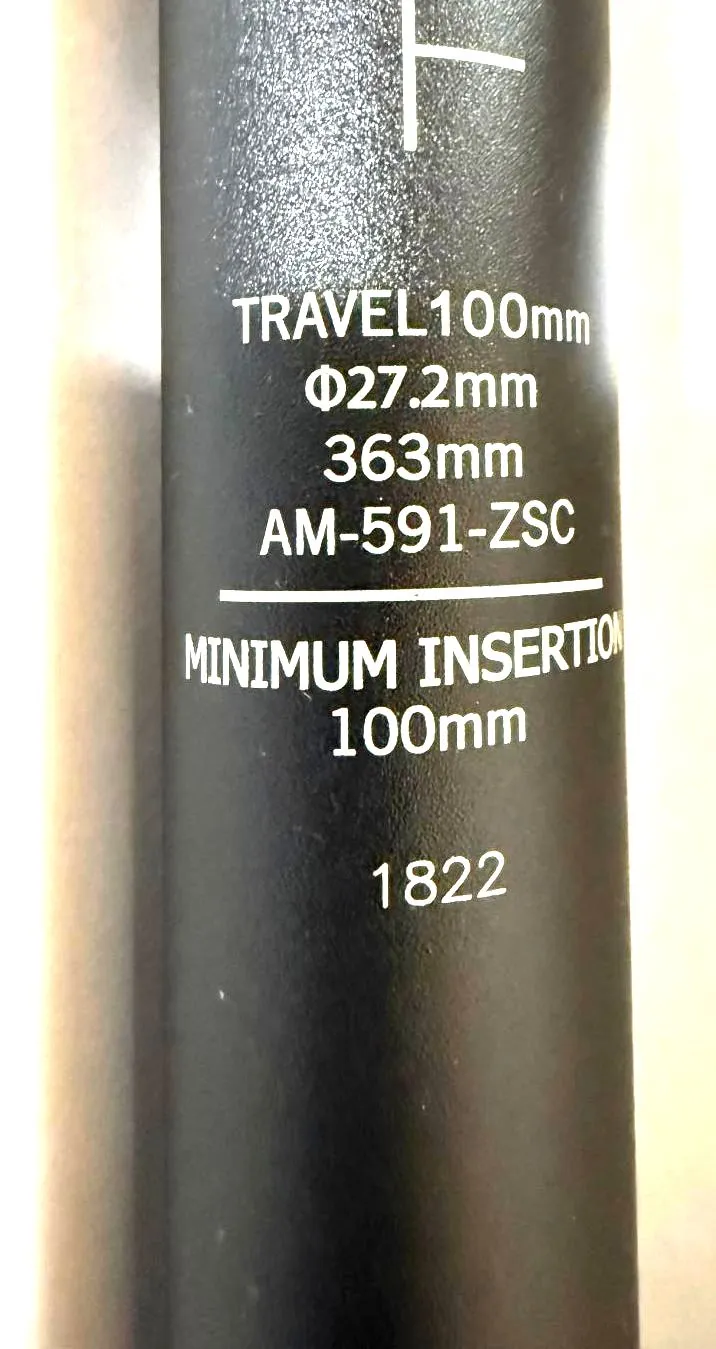 TRAVEL100mm
Φ27.2mm
363mm
AM-591-ZSC
MINIMUM INSERTION
100mm
1822